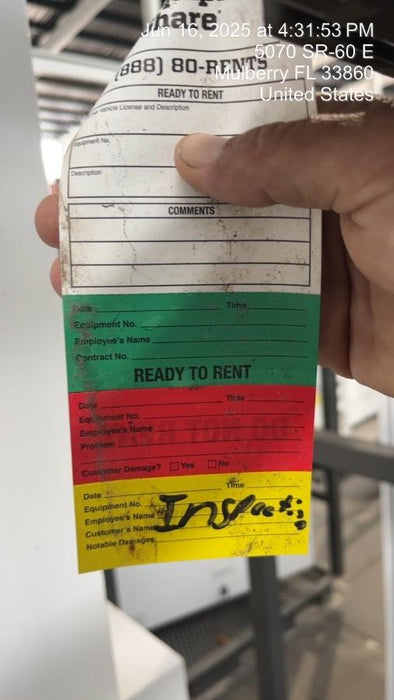 hare
Jun 16, 2025 at 4:31:53 PM
5070 SR-60 E
(888) 80-RENTS
Mulberry FL 33860
READY TO RENT
United States
Vehicle License and Description
Equipment No.
Description
COMMENTS
Date Time
Equipment No.
Employee's Name
Contract No.
READY TO RENT
Date Time
Equipment No.
Employee's Name
Problem
Customer Damage? Yes No
Date Time
Equipment No.
Employee's Name
Customer's Name
Notable Damages